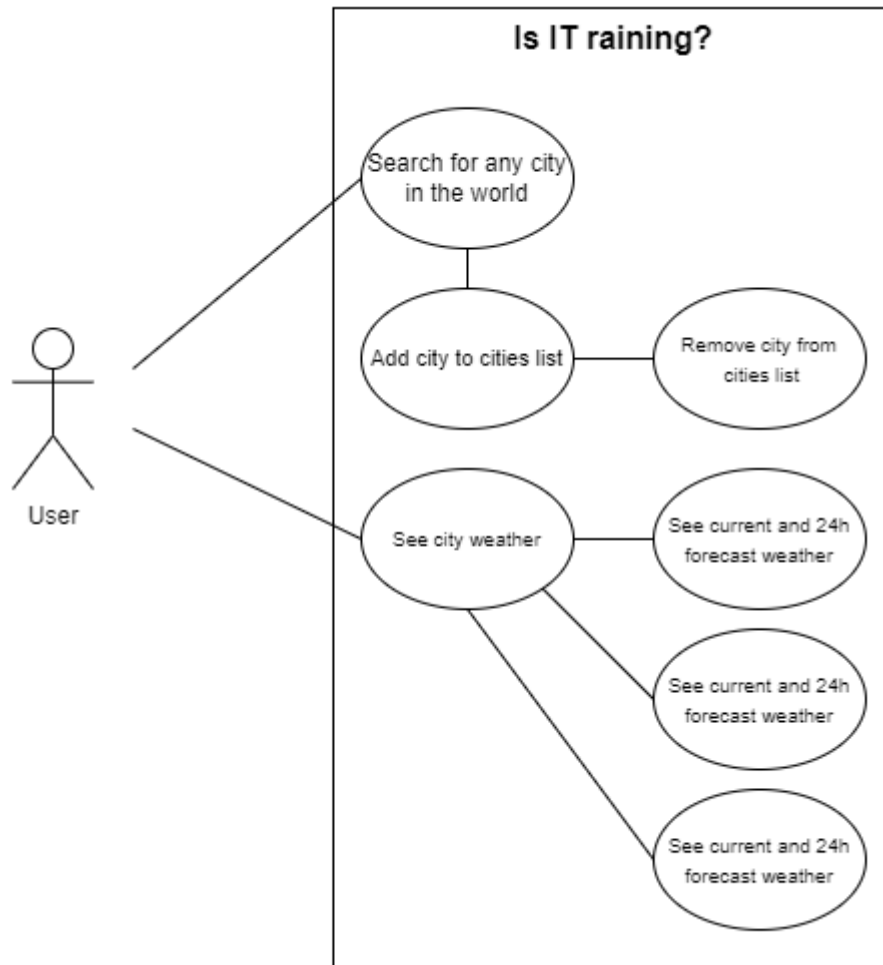 Is IT raining?
Search for any city
in the world
Add city to cities list
Remove city from
cities list
User
See city weather
See current and 24h
forecast weather
See current and 24h
forecast weather
See current and 24h
forecast weather